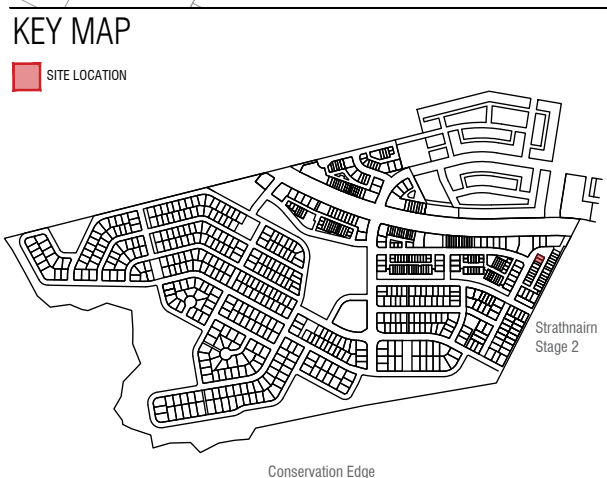 KEY MAP
SITE LOCATION
Strathnairn
Stage 2
Conservation Edge